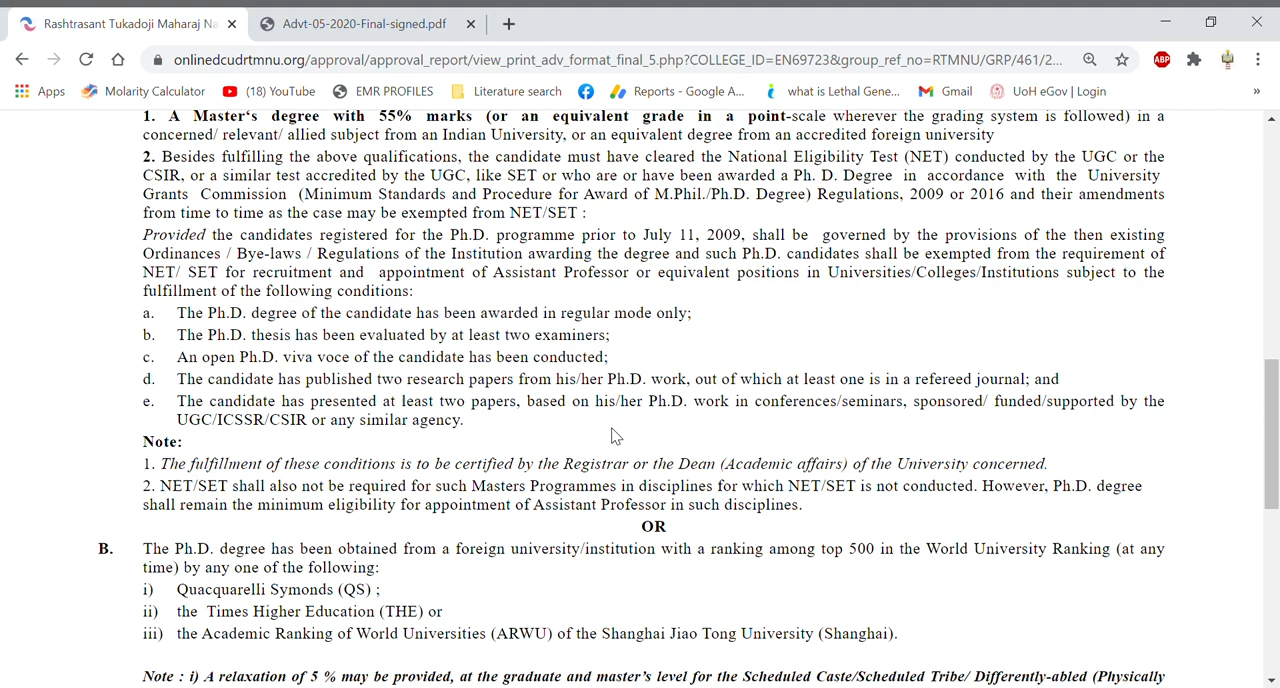 Rashtrasant Tukadoji Maharaj Na
Advt-05-2020-Final-signed.pdf
onlinedcudrtmnu.org/approval/approval_report/view_print_adv_format_final_5.php?COLLEGE_ID=EN69723&group_ref_no=RTMNU/GRP/461/2...
ABP
Apps Molarity Calculator (18) YouTube EMR PROFILES Literature search Reports - Google A... what is Lethal Gene... Gmail UoH eGov | Login »
1. A Master‘s degree with 55% marks (or an equivalent grade in a point-scale wherever the grading system is followed) in a
concerned/ relevant/ allied subject from an Indian University, or an equivalent degree from an accredited foreign university
2. Besides fulfilling the above qualifications, the candidate must have cleared the National Eligibility Test (NET) conducted by the UGC or the
CSIR, or a similar test accredited by the UGC, like SET or who are or have been awarded a Ph. D. Degree in accordance with the University
Grants Commission (Minimum Standards and Procedure for Award of M.Phil./Ph.D. Degree) Regulations, 2009 or 2016 and their amendments
from time to time as the case may be exempted from NET/SET :
Provided the candidates registered for the Ph.D. programme prior to July 11, 2009, shall be governed by the provisions of the then existing
Ordinances / Bye-laws / Regulations of the Institution awarding the degree and such Ph.D. candidates shall be exempted from the requirement of
NET/ SET for recruitment and appointment of Assistant Professor or equivalent positions in Universities/Colleges/Institutions subject to the
fulfillment of the following conditions:
a. The Ph.D. degree of the candidate has been awarded in regular mode only;
b. The Ph.D. thesis has been evaluated by at least two examiners;
c. An open Ph.D. viva voce of the candidate has been conducted;
d. The candidate has published two research papers from his/her Ph.D. work, out of which at least one is in a refereed journal; and
e. The candidate has presented at least two papers, based on his/her Ph.D. work in conferences/seminars, sponsored/ funded/supported by the
UGC/ICSSR/CSIR or any similar agency.
Note:
1. The fulfillment of these conditions is to be certified by the Registrar or the Dean (Academic affairs) of the University concerned.
2. NET/SET shall also not be required for such Masters Programmes in disciplines for which NET/SET is not conducted. However, Ph.D. degree
shall remain the minimum eligibility for appointment of Assistant Professor in such disciplines.
OR
B. The Ph.D. degree has been obtained from a foreign university/institution with a ranking among top 500 in the World University Ranking (at any
time) by any one of the following:
i) Quacquarelli Symonds (QS) ;
ii) the Times Higher Education (THE) or
iii) the Academic Ranking of World Universities (ARWU) of the Shanghai Jiao Tong University (Shanghai).
Note : i) A relaxation of 5 % may be provided, at the graduate and master’s level for the Scheduled Caste/Scheduled Tribe/ Differently-abled (Physically